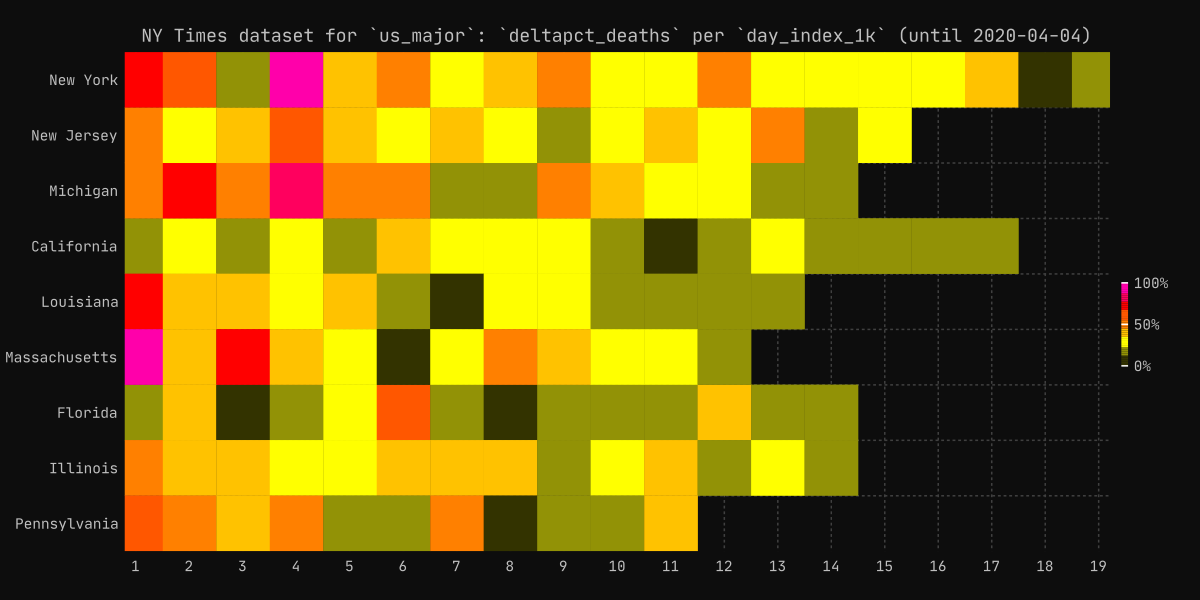 NY Times dataset for `us_major`: `deltapct_deaths` per `day_index_1k` (until 2020-04-04)
New York
New Jersey
Michigan
California
Louisiana
100%
50%
Massachusetts
0%
Florida
Illinois
Pennsylvania
1 2 3 4 5 6 7 8 9 10 11 12 13 14 15 16 17 18 19